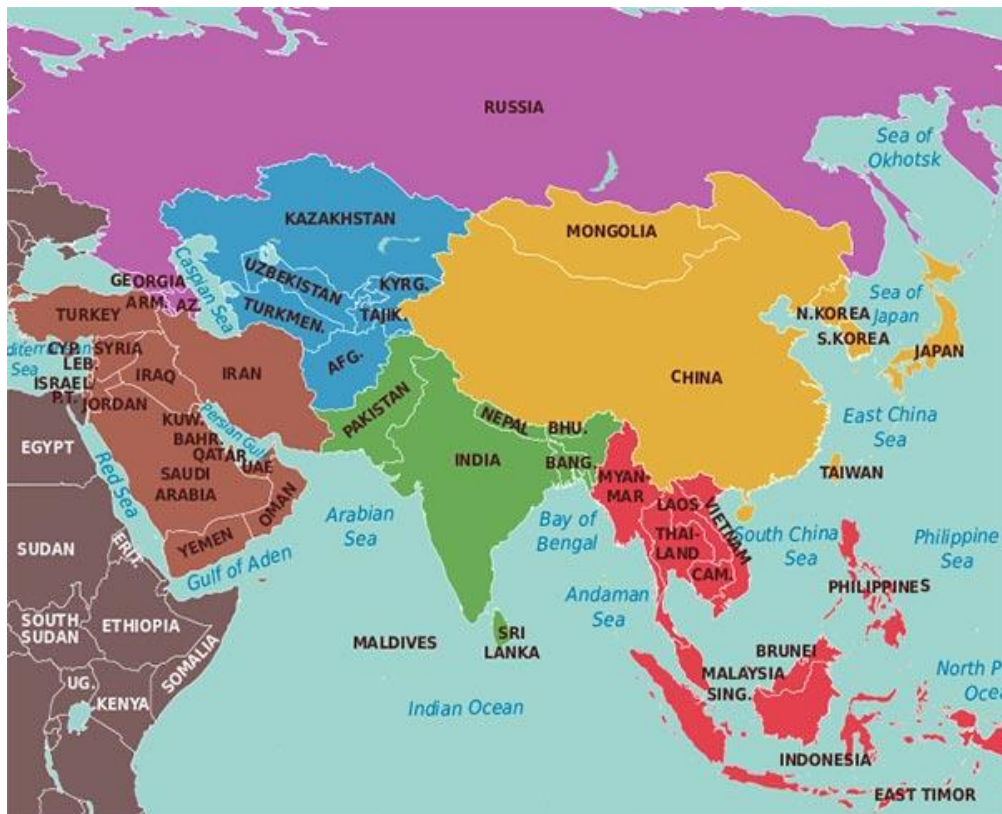 RUSSIA
Sea of
Okhotsk
KAZAKHSTAN
MONGOLIA
GEORGIA
Caspian Sea
UZBEKISTAN
KYRG.
ARM.
AZ.
TURKMEN.
TAJIK.
TURKEY
N.KOREA
Sea of
Japan
S.KOREA
JAPAN
CYP.
SYRIA
Sea
LEB.
IRAQ
IRAN
AFG.
CHINA
ISRAEL
P.T.
JORDAN
PAKISTAN
KUW.
Persian Gulf
BAHR.
QATAR
UAE
NEPAL
BHU.
East China
Sea
EGYPT
Red Sea
SAUDI
ARABIA
OMAN
INDIA
BANG.
MYAN-
MAR
TAIWAN
LAOS
VIETNAM
Arabian
Sea
Bay of
Bengal
THAI-
LAND
South China
Sea
Philippine
Sea
SUDAN
ERIT.
YEMEN
Gulf of Aden
CAM.
PHILIPPINES
Andaman
Sea
SOUTH
SUDAN
ETHIOPIA
SOMALIA
MALDIVES
SRI
LANKA
BRUNEI
MALAYSIA
SING.
North P
UG.
KENYA
Indian Ocean
INDONESIA
EAST TIMOR